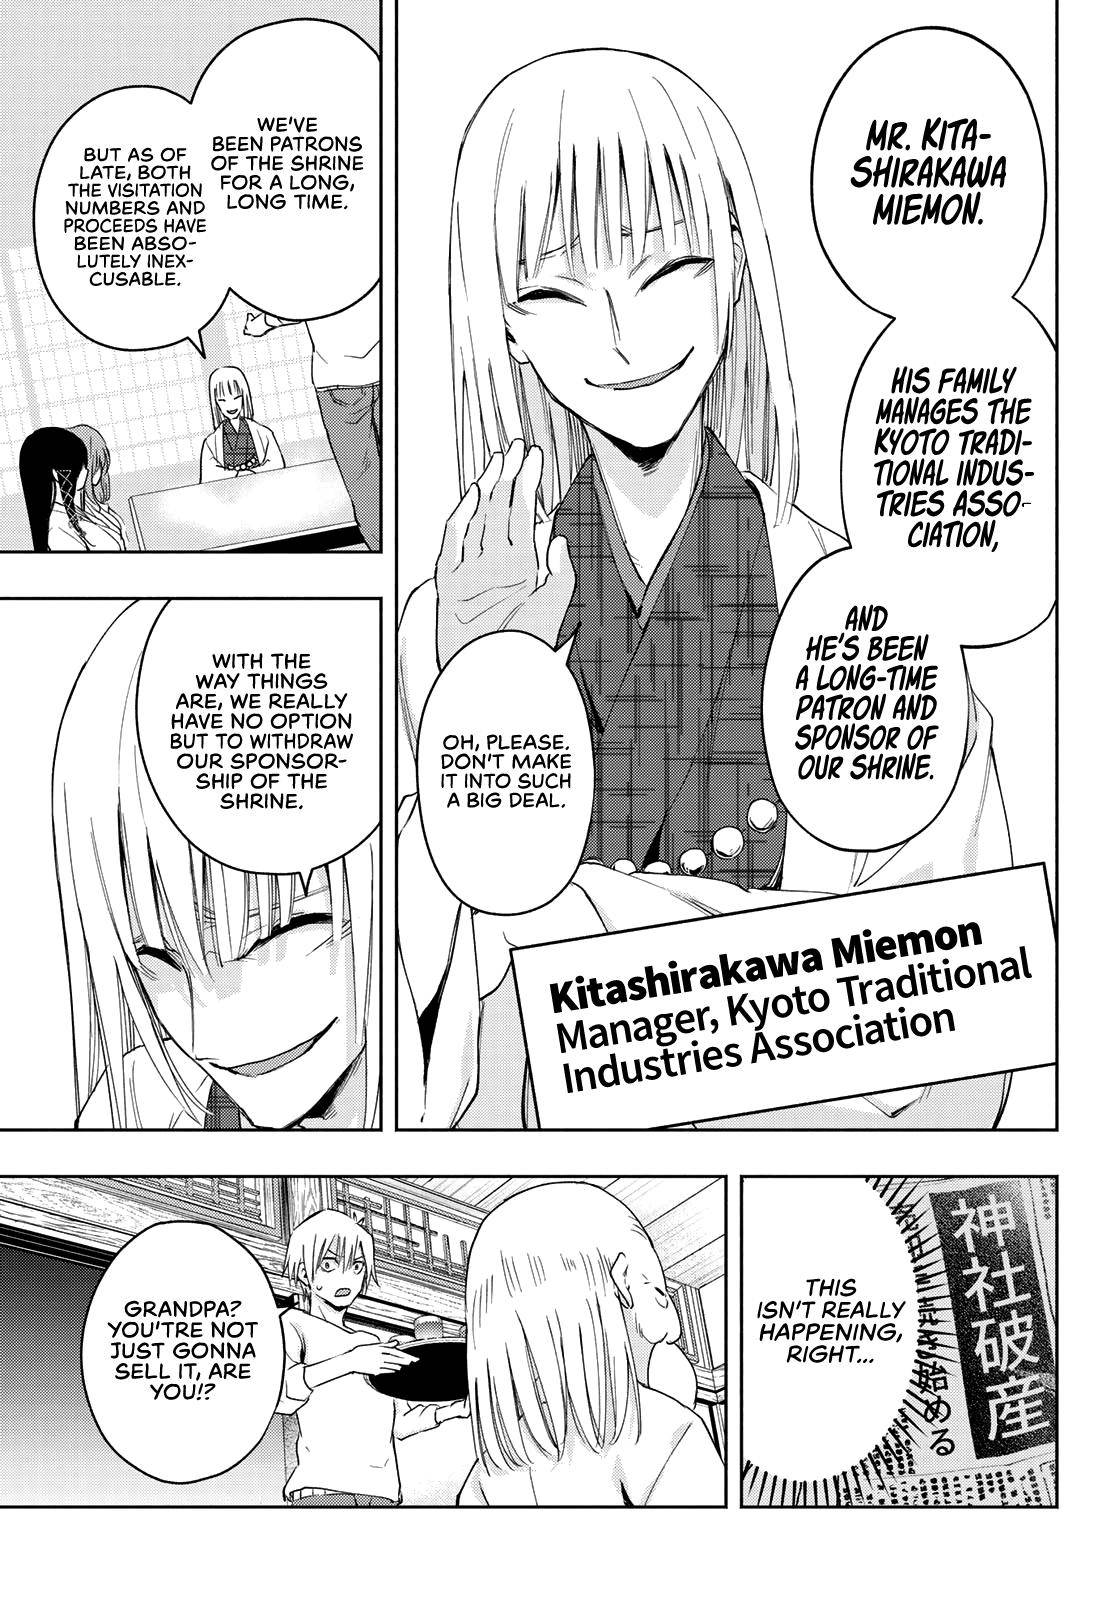 MR. KITA-
SHIRAKAWA
MIEMON.
HIS FAMILY
MANAGES THE
KYOTO TRADI-
TIONAL INDUS-
TRIES ASSO-
CIATION,
AND
HE'S BEEN
A LONG-TIME
PATRON AND
SPONSOR OF
OUR SHRINE.
OH, PLEASE.
DON'T MAKE
IT INTO SUCH
A BIG DEAL.
Kitashirakawa Miemon
Manager, Kyoto Traditional
Industries Association
WE'VE
BEEN PATRONS
OF THE SHRINE
FOR A LONG,
LONG TIME.
BUT AS OF
LATE, BOTH
THE VISITATION
NUMBERS AND
PROCEEDS HAVE
BEEN ABSO-
LUTELY INEX-
CUSABLE.
WITH THE
WAY THINGS
ARE, WE REALLY
HAVE NO OPTION
BUT TO WITHDRAW
OUR SPONSOR-
SHIP OF THE
SHRINE.
神社破産
始める
THIS
ISN'T REALLY
HAPPENING,
RIGHT...
GRANDPA?
YOU'TRE NOT
JUST GONNA
SELL IT, ARE
YOU!?